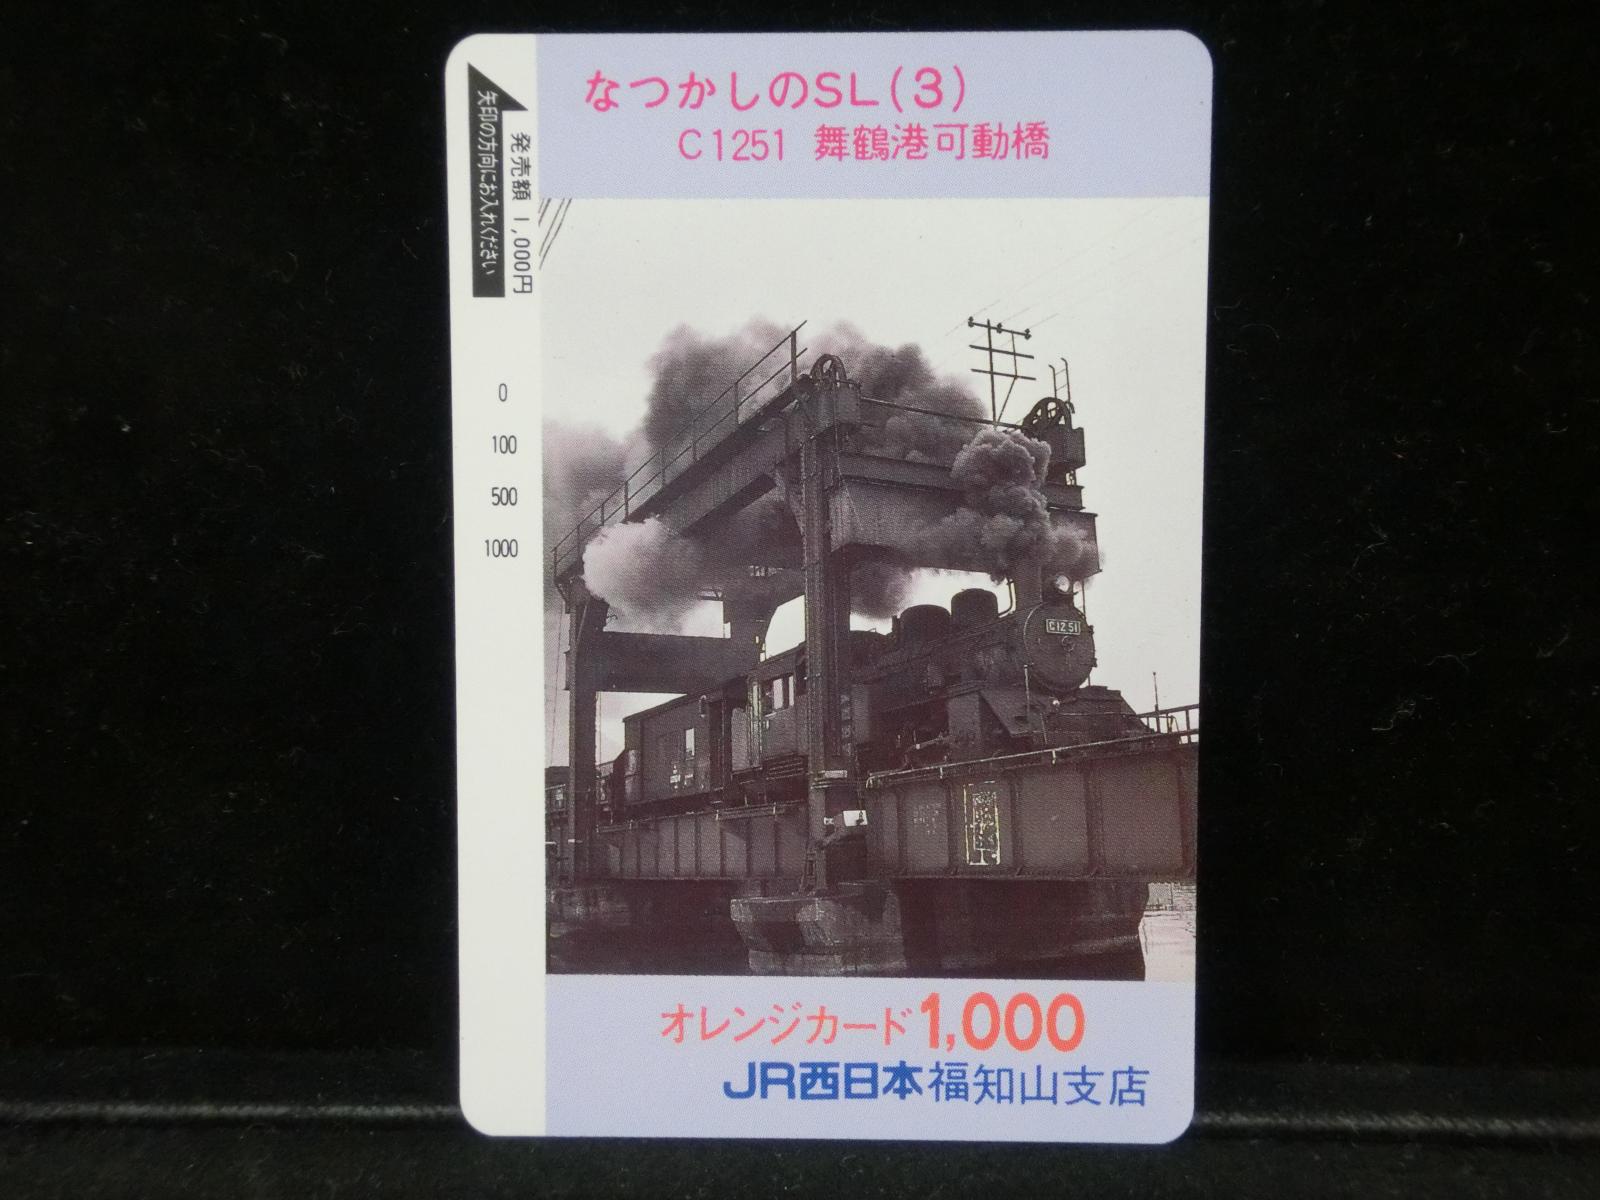 なつかしのSL(3)
C1251 舞鶴港可動橋
矢印の方向にお入れください
発売額 1,000円
0
100
500
1000
C12 51
オレンジカード1,000
JR西日本福知山支店